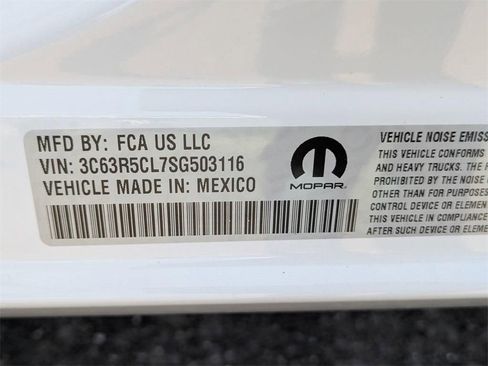 MFD BY: FCA US LLC
VIN: 3C63R5CL7SG503116
VEHICLE MADE IN: MEXICO
MOPAR
VEHICLE NOISE EMISS
THIS VEHICLE CONFORMS
AND HEAVY TRUCKS. THE F
PROHIBITED BY THE NOISE
OTHER THAN FOR PURPOSES
CONTROL DEVICE OR ELEMEN
THIS VEHICLE IN COMPLIANCE
AFTER SUCH DEVICE OR ELEME